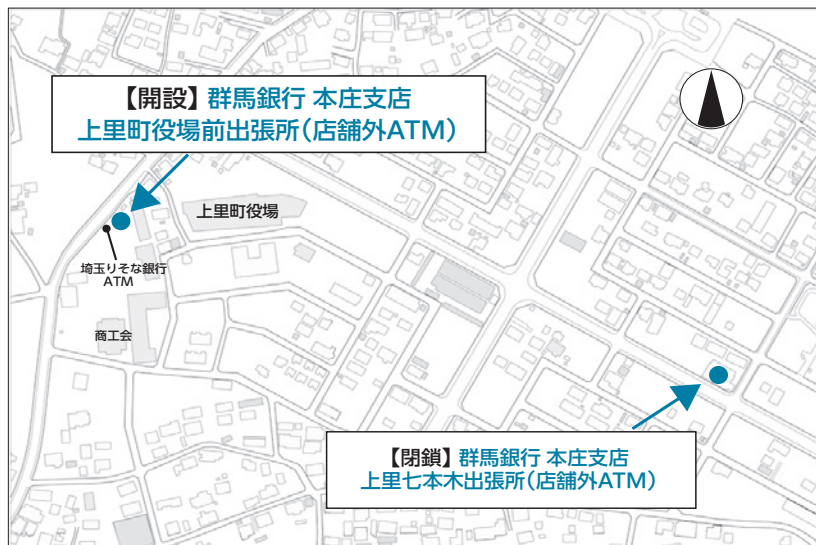 【開設】群馬銀行 本庄支店
上里町役場前出張所(店舗外ATM)
上里町役場
埼玉りそな銀行
ATM
商工会
【閉鎖】群馬銀行 本庄支店
上里七本木出張所(店舗外ATM)